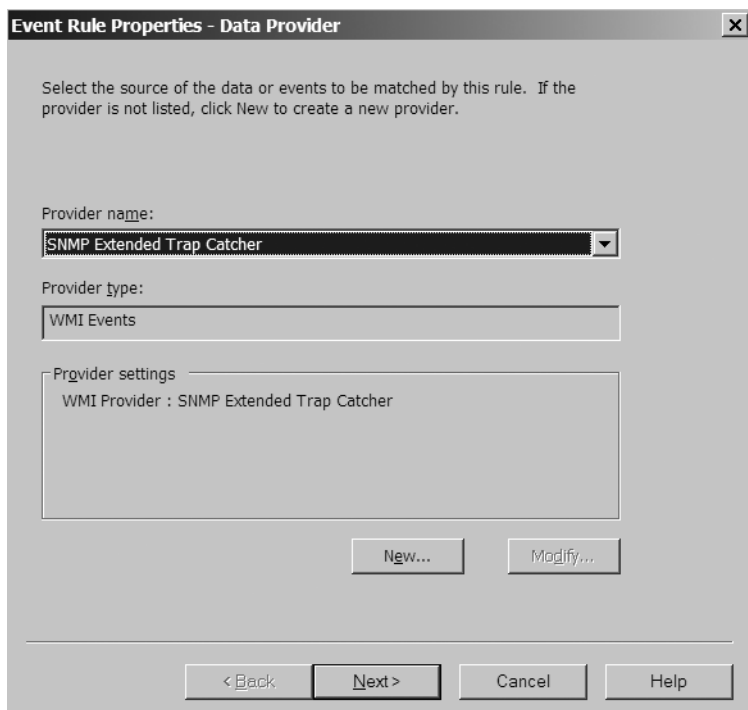 Event Rule Properties - Data Provider
Select the source of the data or events to be matched by this rule. If the
provider is not listed, click New to create a new provider.
Provider name:
SNMP Extended Trap Catcher
Provider type:
WMI Events
Provider settings
WMI Provider : SNMP Extended Trap Catcher
New...
Modify...
< Back
Next >
Cancel
Help